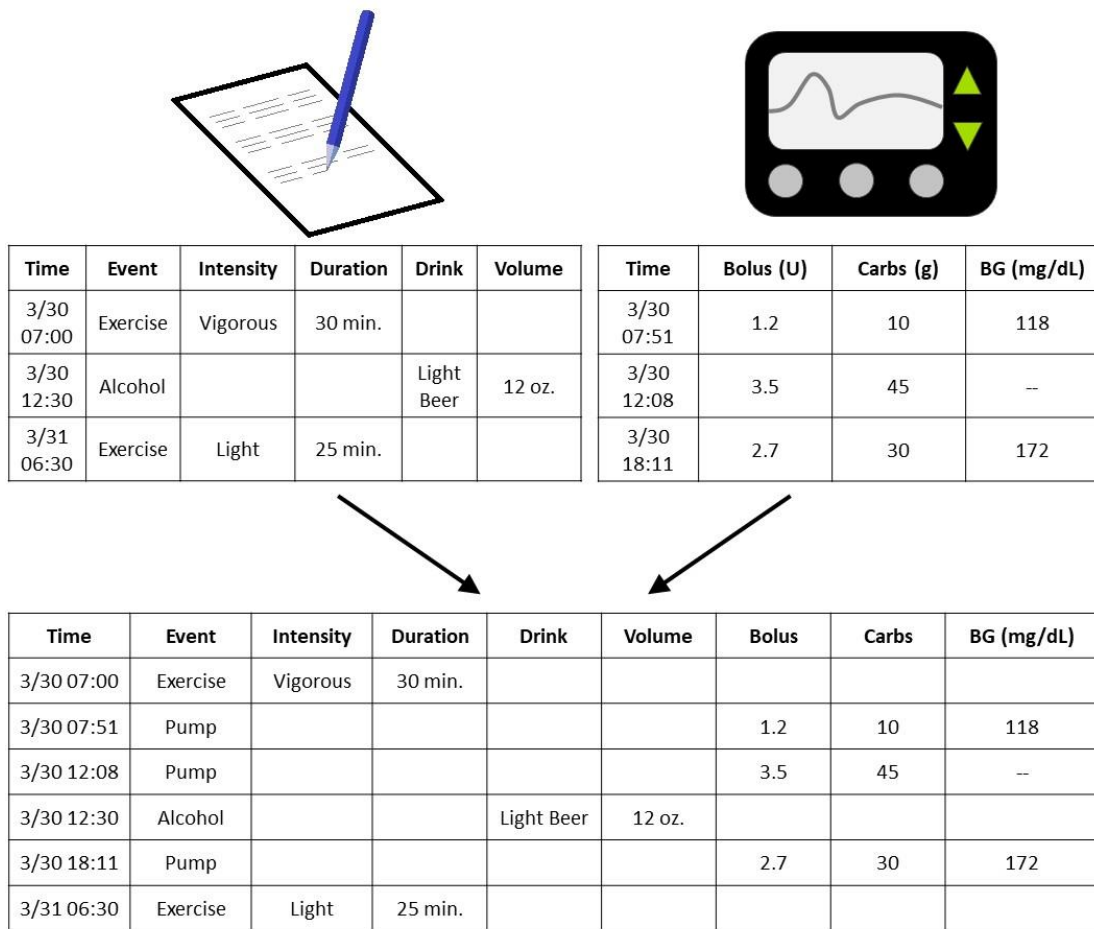 Time Event Intensity Duration Drink Volume
3/30
07:00 Exercise Vigorous 30 min.
3/30
12:30 Alcohol Light
Beer 12 oz.
3/31
06:30 Exercise Light 25 min.
Time Bolus (U) Carbs (g) BG (mg/dL)
3/30
07:51 1.2 10 118
3/30
12:08 3.5 45 --
3/30
18:11 2.7 30 172
Time Event Intensity Duration Drink Volume Bolus Carbs BG (mg/dL)
3/30 07:00 Exercise Vigorous 30 min.
3/30 07:51 Pump 1.2 10 118
3/30 12:08 Pump 3.5 45 --
3/30 12:30 Alcohol Light Beer 12 oz.
3/30 18:11 Pump 2.7 30 172
3/31 06:30 Exercise Light 25 min.